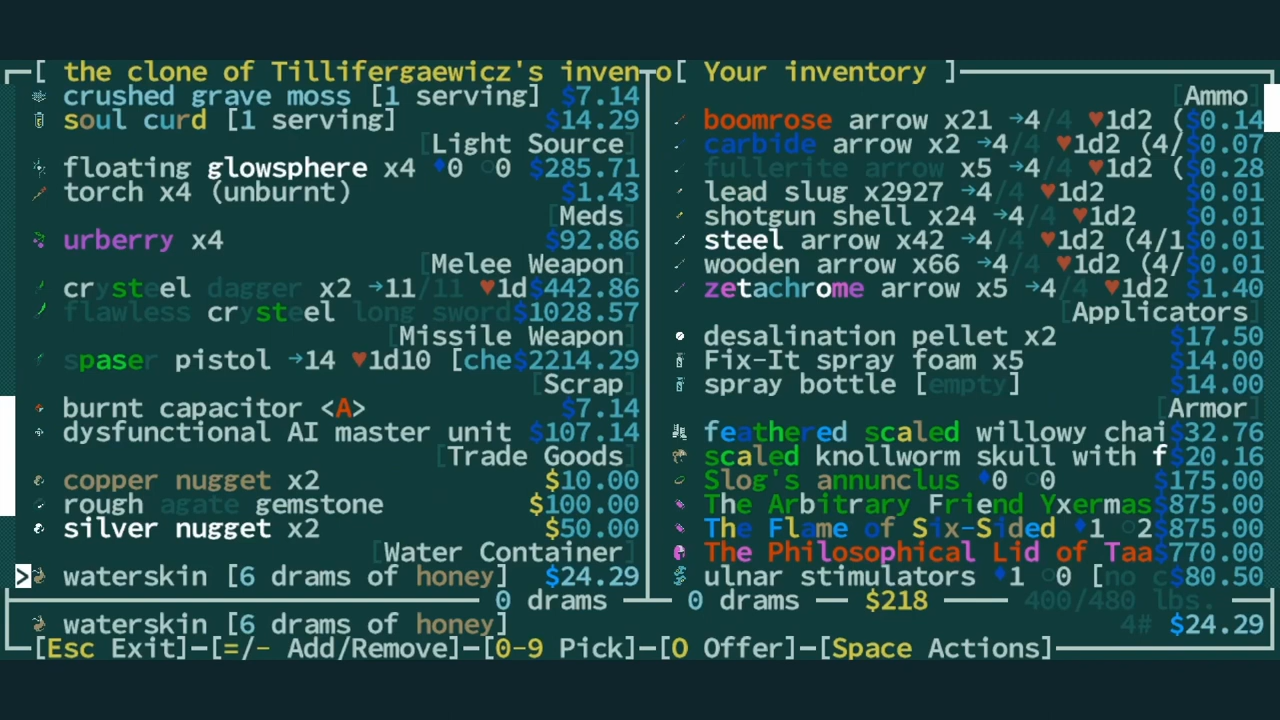 [ the clone of Tillifergaewicz's inven
crushed grave moss [1 serving] $7.14
soul curd [1 serving] $14.29
[Light Source]
floating glowsphere x4 ♦0 ○0 $285.71
torch x4 (unburnt) $1.43
[Meds]
urberry x4 $92.86
[Melee Weapon]
crysteel dagger x2 →11/11 ♥1d $442.86
flawless crysteel long sword $1028.57
[Missile Weapon]
spaser pistol →14 ♥1d10 [che $2214.29
[Scrap]
burnt capacitor <A> $7.14
dysfunctional AI master unit $107.14
[Trade Goods]
copper nugget x2 $10.00
rough agate gemstone $100.00
silver nugget x2 $50.00
[Water Container]
> waterskin [6 drams of honey] $24.29
0 drams
o[ Your inventory ]
[Ammo]
boomrose arrow x21 →4/4 ♥1d2 ( $0.14
carbide arrow x2 →4/4 ♥1d2 (4/ $0.07
fullerite arrow x5 →4/4 ♥1d2 ( $0.28
lead slug x2927 →4/4 ♥1d2 $0.01
shotgun shell x24 →4/4 ♥1d2 $0.01
steel arrow x42 →4/4 ♥1d2 (4/1 $0.01
wooden arrow x66 →4/4 ♥1d2 (4/ $0.01
zetachrome arrow x5 →4/4 ♥1d2 $1.40
[Applicators]
desalination pellet x2 $17.50
Fix-It spray foam x5 $14.00
spray bottle [empty] $14.00
[Armor]
feathered scaled willowy chai $32.76
scaled knollworm skull with f $20.16
Slog's annunclus ♦0 ○0 $175.00
The Arbitrary Friend Yxermas $875.00
The Flame of Six-Sided ♦1 ○2 $875.00
The Philosophical Lid of Taa $770.00
ulnar stimulators ♦1 ○0 [no c $80.50
0 drams — $218 400/480 lbs.
waterskin [6 drams of honey] 4# $24.29
[Esc Exit]—[=/- Add/Remove]—[0-9 Pick]—[O Offer]—[Space Actions]